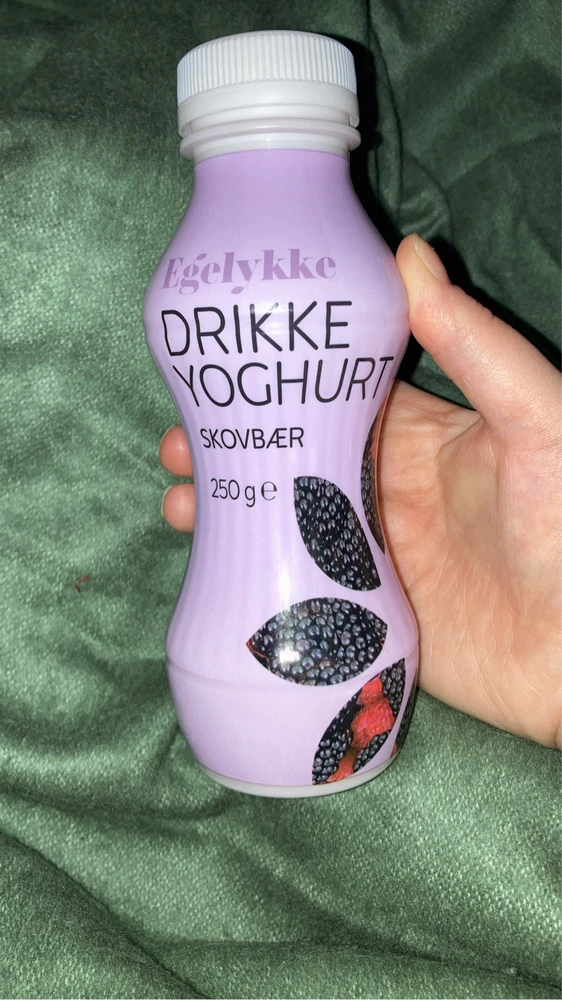 Egelykke
DRIKKE
YOGHURT
SKOVBÆR
250 g ℮